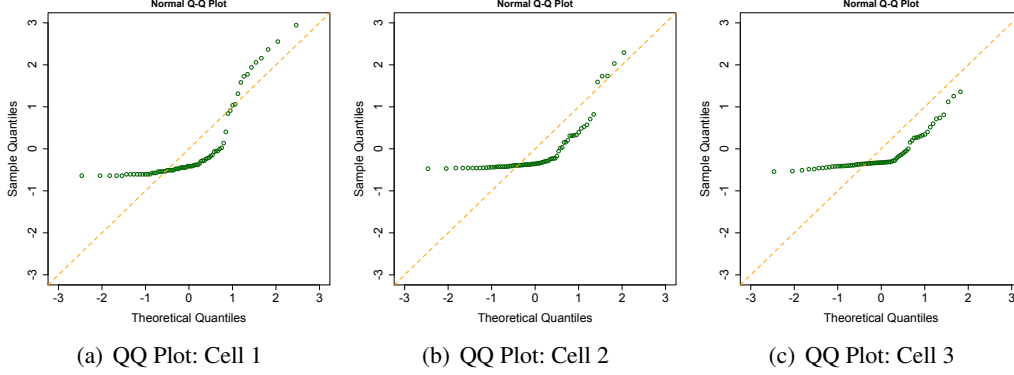 Normal Q-Q Plot
3
2
1
0
-1
-2
-3
Sample Quantiles
-3 -2 -1 0 1 2 3
Theoretical Quantiles
(a) QQ Plot: Cell 1
Normal Q-Q Plot
3
2
1
0
-1
-2
-3
Sample Quantiles
-3 -2 -1 0 1 2 3
Theoretical Quantiles
(b) QQ Plot: Cell 2
Normal Q-Q Plot
3
2
1
0
-1
-2
-3
Sample Quantiles
-3 -2 -1 0 1 2 3
Theoretical Quantiles
(c) QQ Plot: Cell 3